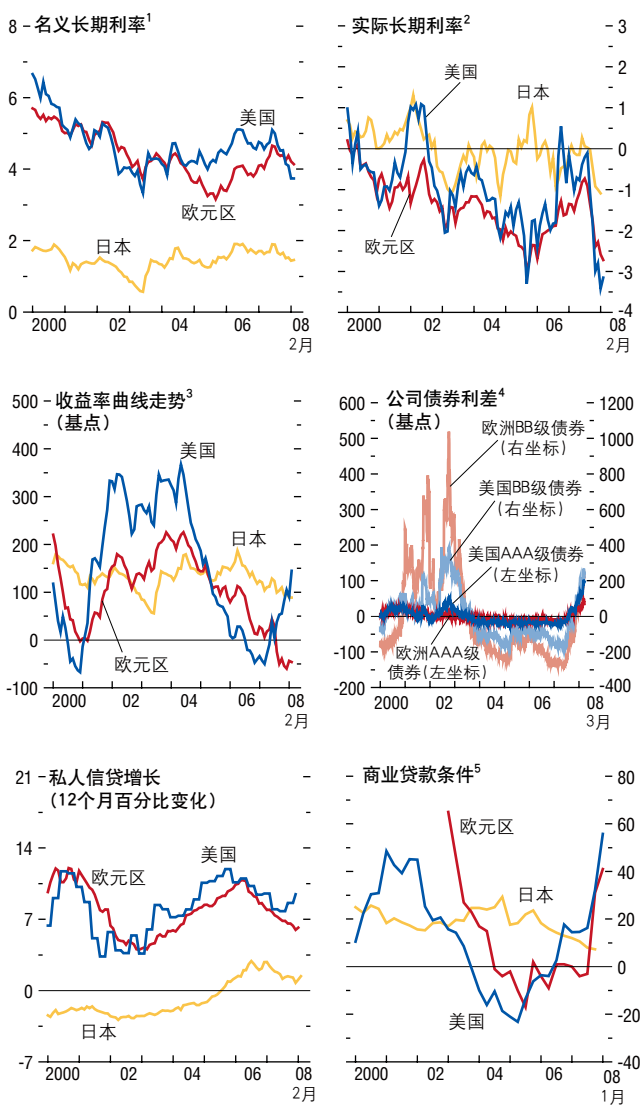 名义长期利率1
8
6
4
2
0
美国
欧元区
日本
2000 02 04 06 08
2月
实际长期利率2
3
2
1
0
-1
-2
-3
-4
美国
日本
欧元区
2000 02 04 06 08
2月
收益率曲线走势3
(基点)
500
400
300
200
100
0
-100
美国
日本
欧元区
2000 02 04 06 08
2月
公司债券利差4
(基点)
600
500
400
300
200
100
0
-100
-200
1200
1000
800
600
400
200
0
-200
-400
欧洲BB级债券
(右坐标)
美国BB级债券
(右坐标)
美国AAA级债券
(左坐标)
欧洲AAA级
债券(左坐标)
2000 02 04 06 08
3月
私人信贷增长
(12个月百分比变化)
21
14
7
0
-7
欧元区
美国
日本
2000 02 04 06 08
2月
商业贷款条件5
80
60
40
20
0
-20
-40
欧元区
日本
美国
2000 02 04 06 08
1月